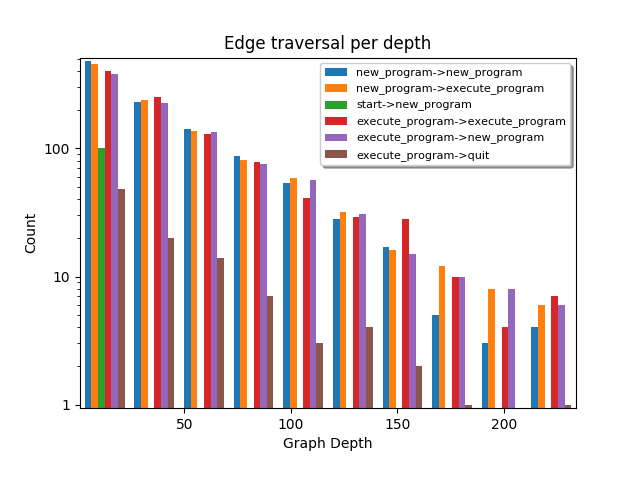 Edge traversal per depth
new_program->new_program
new_program->execute_program
start->new_program
execute_program->execute_program
execute_program->new_program
execute_program->quit
Count
100
10
1
50
100
150
200
Graph Depth